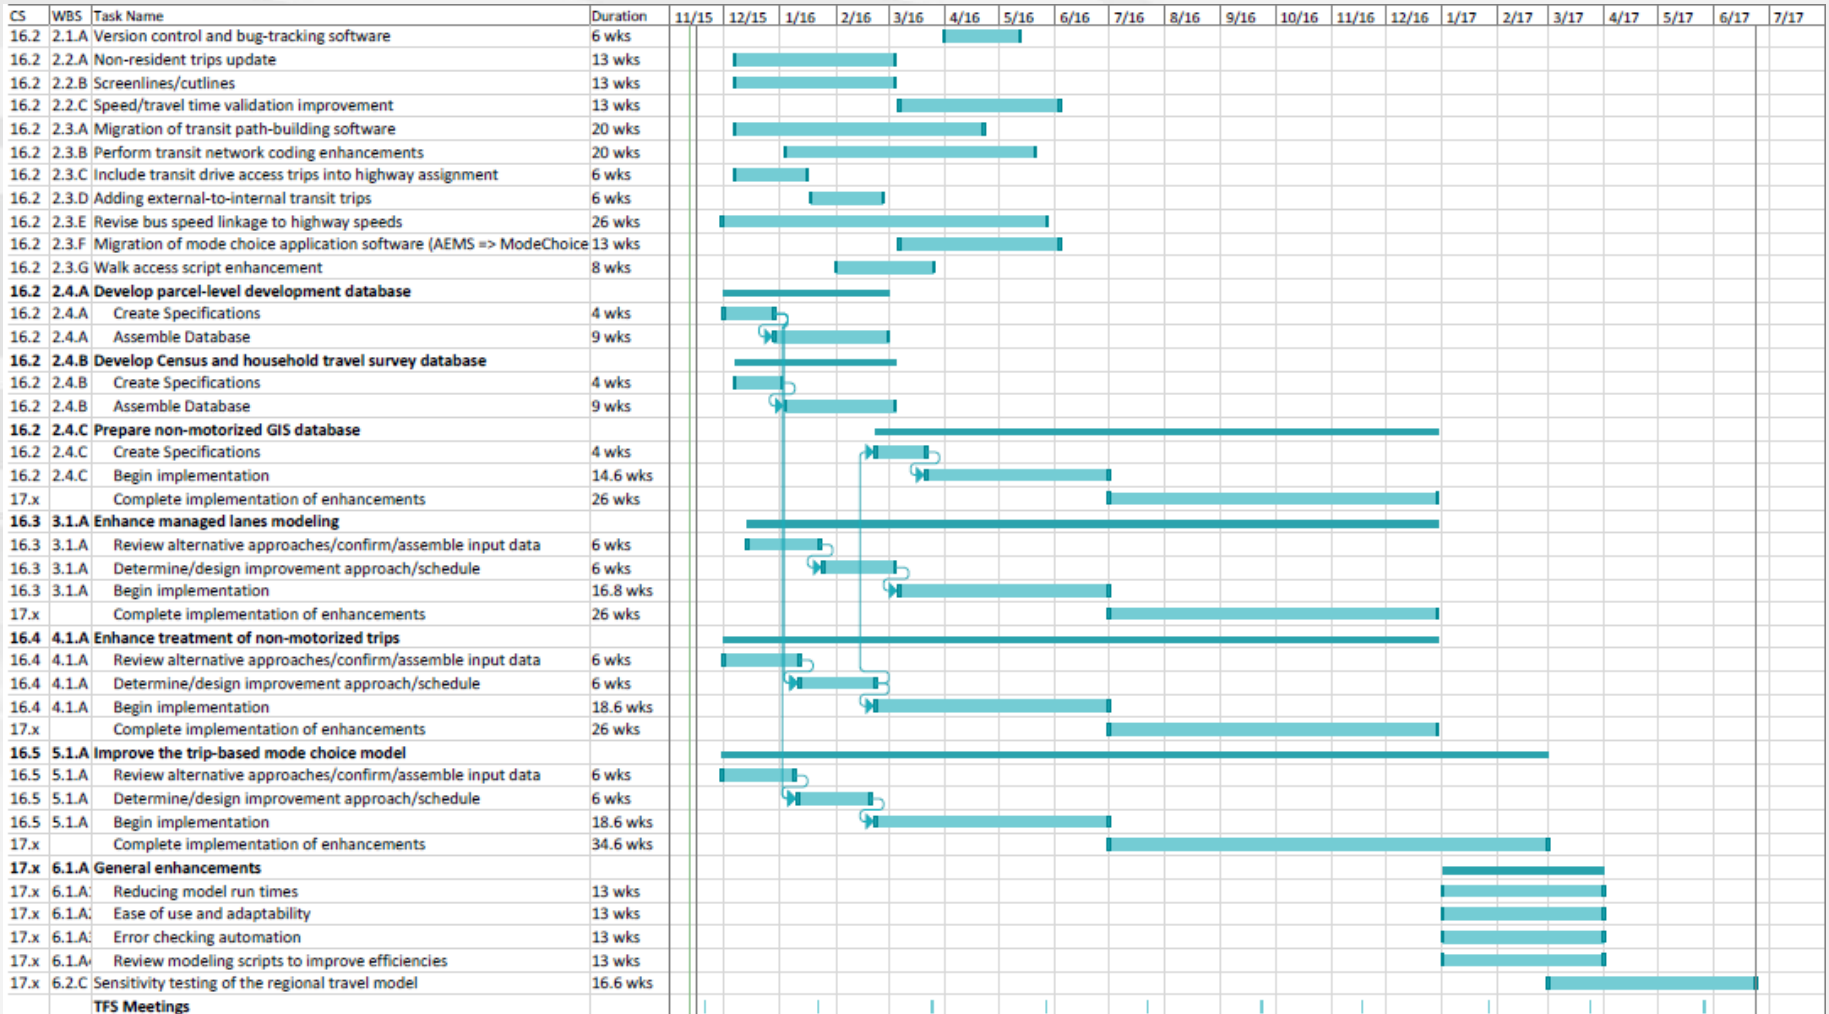 CS WBS Task Name Duration 11/15 12/15 1/16 2/16 3/16 4/16 5/16 6/16 7/16 8/16 9/16 10/16 11/16 12/16 1/17 2/17 3/17 4/17 5/17 6/17 7/17
16.2 2.1.A Version control and bug-tracking software 6 wks
16.2 2.2.A Non-resident trips update 13 wks
16.2 2.2.B Screenlines/cutlines 13 wks
16.2 2.2.C Speed/travel time validation improvement 13 wks
16.2 2.3.A Migration of transit path-building software 20 wks
16.2 2.3.B Perform transit network coding enhancements 20 wks
16.2 2.3.C Include transit drive access trips into highway assignment 6 wks
16.2 2.3.D Adding external-to-internal transit trips 6 wks
16.2 2.3.E Revise bus speed linkage to highway speeds 26 wks
16.2 2.3.F Migration of mode choice application software (AEMS => ModeChoice 13 wks
16.2 2.3.G Walk access script enhancement 8 wks
16.2 2.4.A Develop parcel-level development database
16.2 2.4.A Create Specifications 4 wks
16.2 2.4.A Assemble Database 9 wks
16.2 2.4.B Develop Census and household travel survey database
16.2 2.4.B Create Specifications 4 wks
16.2 2.4.B Assemble Database 9 wks
16.2 2.4.C Prepare non-motorized GIS database
16.2 2.4.C Create Specifications 4 wks
16.2 2.4.C Begin implementation 14.6 wks
17.x Complete implementation of enhancements 26 wks
16.3 3.1.A Enhance managed lanes modeling
16.3 3.1.A Review alternative approaches/confirm/assemble input data 6 wks
16.3 3.1.A Determine/design improvement approach/schedule 6 wks
16.3 3.1.A Begin implementation 16.8 wks
17.x Complete implementation of enhancements 26 wks
16.4 4.1.A Enhance treatment of non-motorized trips
16.4 4.1.A Review alternative approaches/confirm/assemble input data 6 wks
16.4 4.1.A Determine/design improvement approach/schedule 6 wks
16.4 4.1.A Begin implementation 18.6 wks
17.x Complete implementation of enhancements 26 wks
16.5 5.1.A Improve the trip-based mode choice model
16.5 5.1.A Review alternative approaches/confirm/assemble input data 6 wks
16.5 5.1.A Determine/design improvement approach/schedule 6 wks
16.5 5.1.A Begin implementation 18.6 wks
17.x Complete implementation of enhancements 34.6 wks
17.x 6.1.A General enhancements
17.x 6.1.A1 Reducing model run times 13 wks
17.x 6.1.A2 Ease of use and adaptability 13 wks
17.x 6.1.A3 Error checking automation 13 wks
17.x 6.1.A4 Review modeling scripts to improve efficiencies 13 wks
17.x 6.2.C Sensitivity testing of the regional travel model 16.6 wks
TFS Meetings